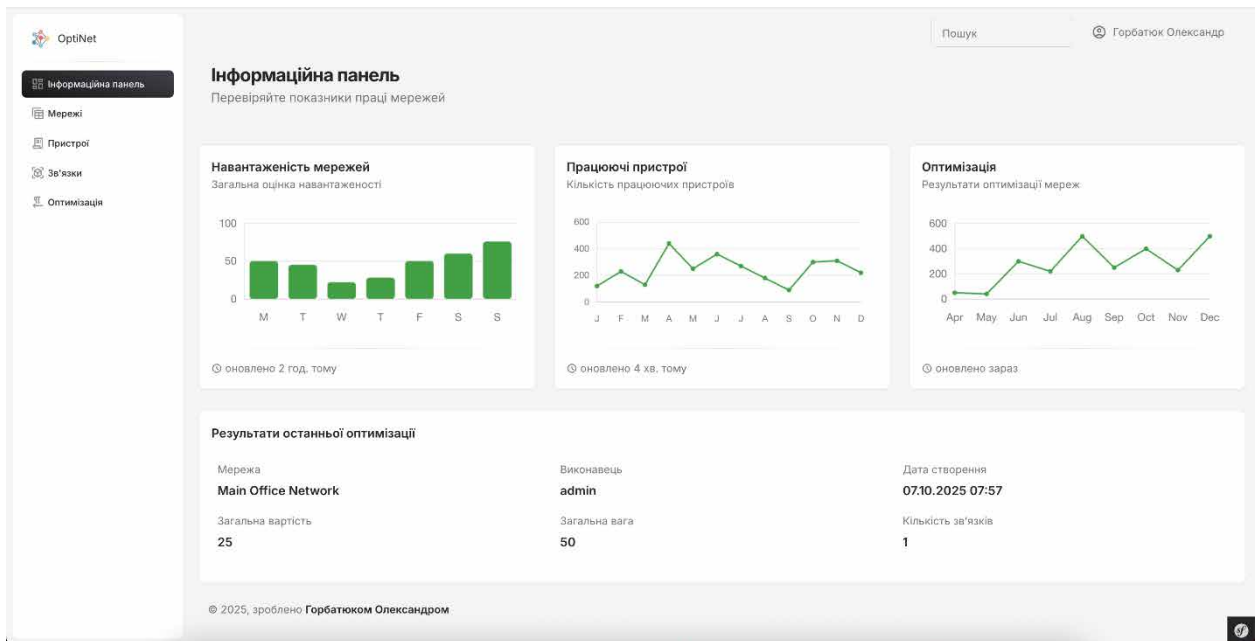 OptiNet
Пошук
Горбатюк Олександр
Інформаційна панель
Мережі
Пристрої
Зв'язки
Оптимізація
Інформаційна панель
Перевіряйте показники праці мережей
Навантаженість мережей
Загальна оцінка навантаженості
100
50
0
M T W T F S S
оновлено 2 год. тому
Працюючі пристрої
Кількість працюючих пристроїв
600
400
200
0
J F M A M J J A S O N D
оновлено 4 хв. тому
Оптимізація
Результати оптимізації мереж
600
400
200
0
Apr May Jun Jul Aug Sep Oct Nov Dec
оновлено зараз
Результати останньої оптимізації
Мережа Виконавець Дата створення
Main Office Network admin 07.10.2025 07:57
Загальна вартість Загальна вага Кількість зв'язків
25 50 1
© 2025, зроблено Горбатюком Олександром
sf